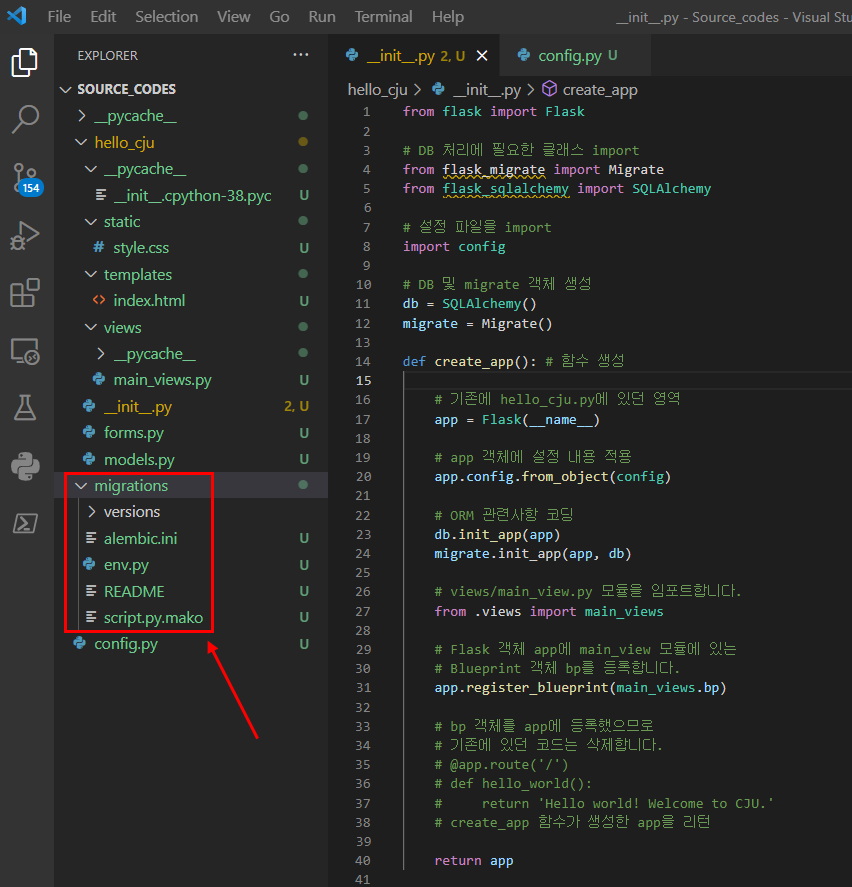 File Edit Selection View Go Run Terminal Help __init__.py - Source_codes - Visual Stu
EXPLORER ···
SOURCE_CODES
__pycache__
hello_cju
__pycache__
__init__.cpython-38.pyc U
static
# style.css U
templates
<> index.html U
views
__pycache__
main_views.py U
__init__.py 2, U
forms.py U
models.py U
migrations
versions
alembic.ini U
env.py U
README U
script.py.mako U
config.py U
154
__init__.py 2, U
config.py U
hello_cju > __init__.py > create_app
1 from flask import Flask
2
3 # DB 처리에 필요한 클래스 import
4 from flask_migrate import Migrate
5 from flask_sqlalchemy import SQLAlchemy
6
7 # 설정 파일을 import
8 import config
9
10 # DB 및 migrate 객체 생성
11 db = SQLAlchemy()
12 migrate = Migrate()
13
14 def create_app(): # 함수 생성
15
16 # 기존에 hello_cju.py에 있던 영역
17 app = Flask(__name__)
18
19 # app 객체에 설정 내용 적용
20 app.config.from_object(config)
21
22 # ORM 관련사항 코딩
23 db.init_app(app)
24 migrate.init_app(app, db)
25
26 # views/main_view.py 모듈을 임포트합니다.
27 from .views import main_views
28
29 # Flask 객체 app에 main_view 모듈에 있는
30 # Blueprint 객체 bp를 등록합니다.
31 app.register_blueprint(main_views.bp)
32
33 # bp 객체를 app에 등록했으므로
34 # 기존에 있던 코드는 삭제합니다.
35 # @app.route('/')
36 # def hello_world():
37 #     return 'Hello world! Welcome to CJU.'
38 # create_app 함수가 생성한 app을 리턴
39
40 return app
41